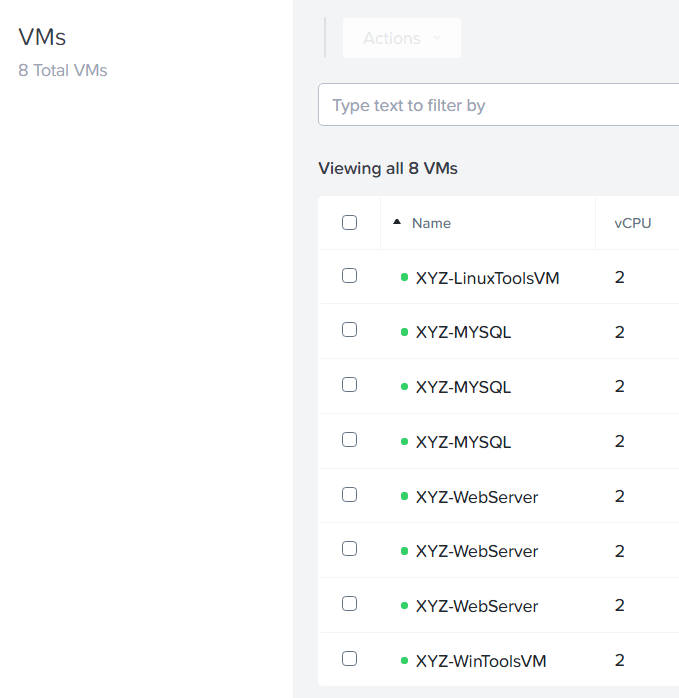 VMs
8 Total VMs
Actions
Type text to filter by
Viewing all 8 VMs
Name vCPU
XYZ-LinuxToolsVM 2
XYZ-MYSQL 2
XYZ-MYSQL 2
XYZ-MYSQL 2
XYZ-WebServer 2
XYZ-WebServer 2
XYZ-WebServer 2
XYZ-WinToolsVM 2